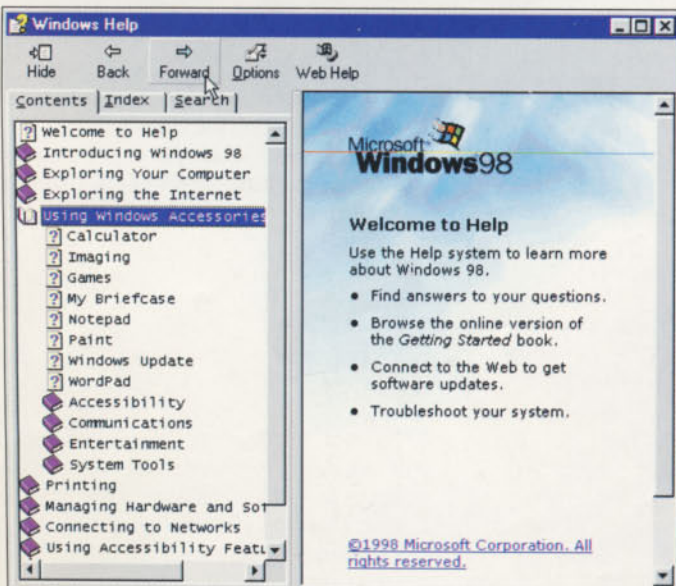 Windows Help
Hide Back Forward Options Web Help
Contents Index Search
Welcome to Help
Introducing Windows 98
Exploring Your Computer
Exploring the Internet
Using Windows Accessories
Calculator
Imaging
Games
My Briefcase
Notepad
Paint
Windows Update
WordPad
Accessibility
Communications
Entertainment
System Tools
Printing
Managing Hardware and Sof
Connecting to Networks
Using Accessibility Featu
Microsoft
Windows98
Welcome to Help
Use the Help system to learn more
about Windows 98.
• Find answers to your questions.
• Browse the online version of
the Getting Started book.
• Connect to the Web to get
software updates.
• Troubleshoot your system.
©1998 Microsoft Corporation. All
rights reserved.